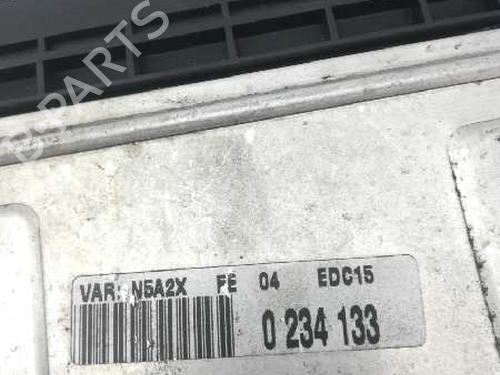 B-PARTS
VAR: N5A2X FE 04 EDC15
0 234 133